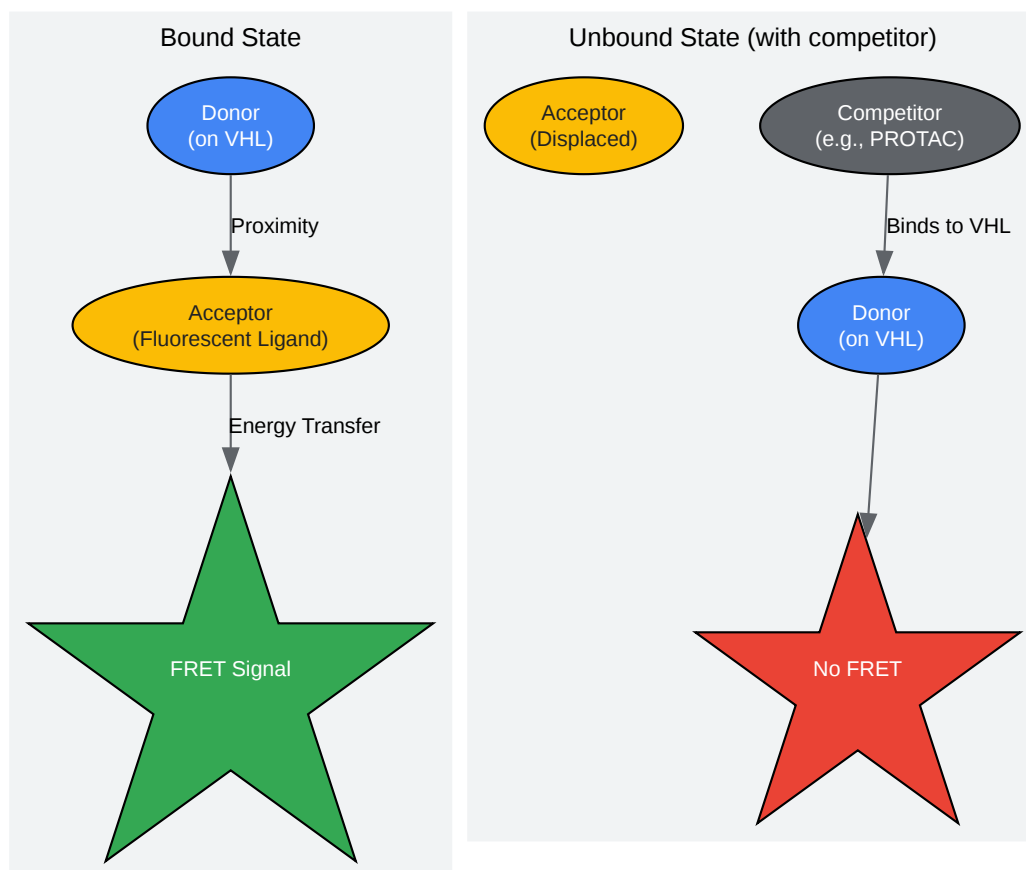 Bound State
Donor
(on VHL)
Proximity
Acceptor
(Fluorescent Ligand)
Energy Transfer
FRET Signal
Unbound State (with competitor)
Acceptor
(Displaced)
Competitor
(e.g., PROTAC)
Binds to VHL
Donor
(on VHL)
No FRET